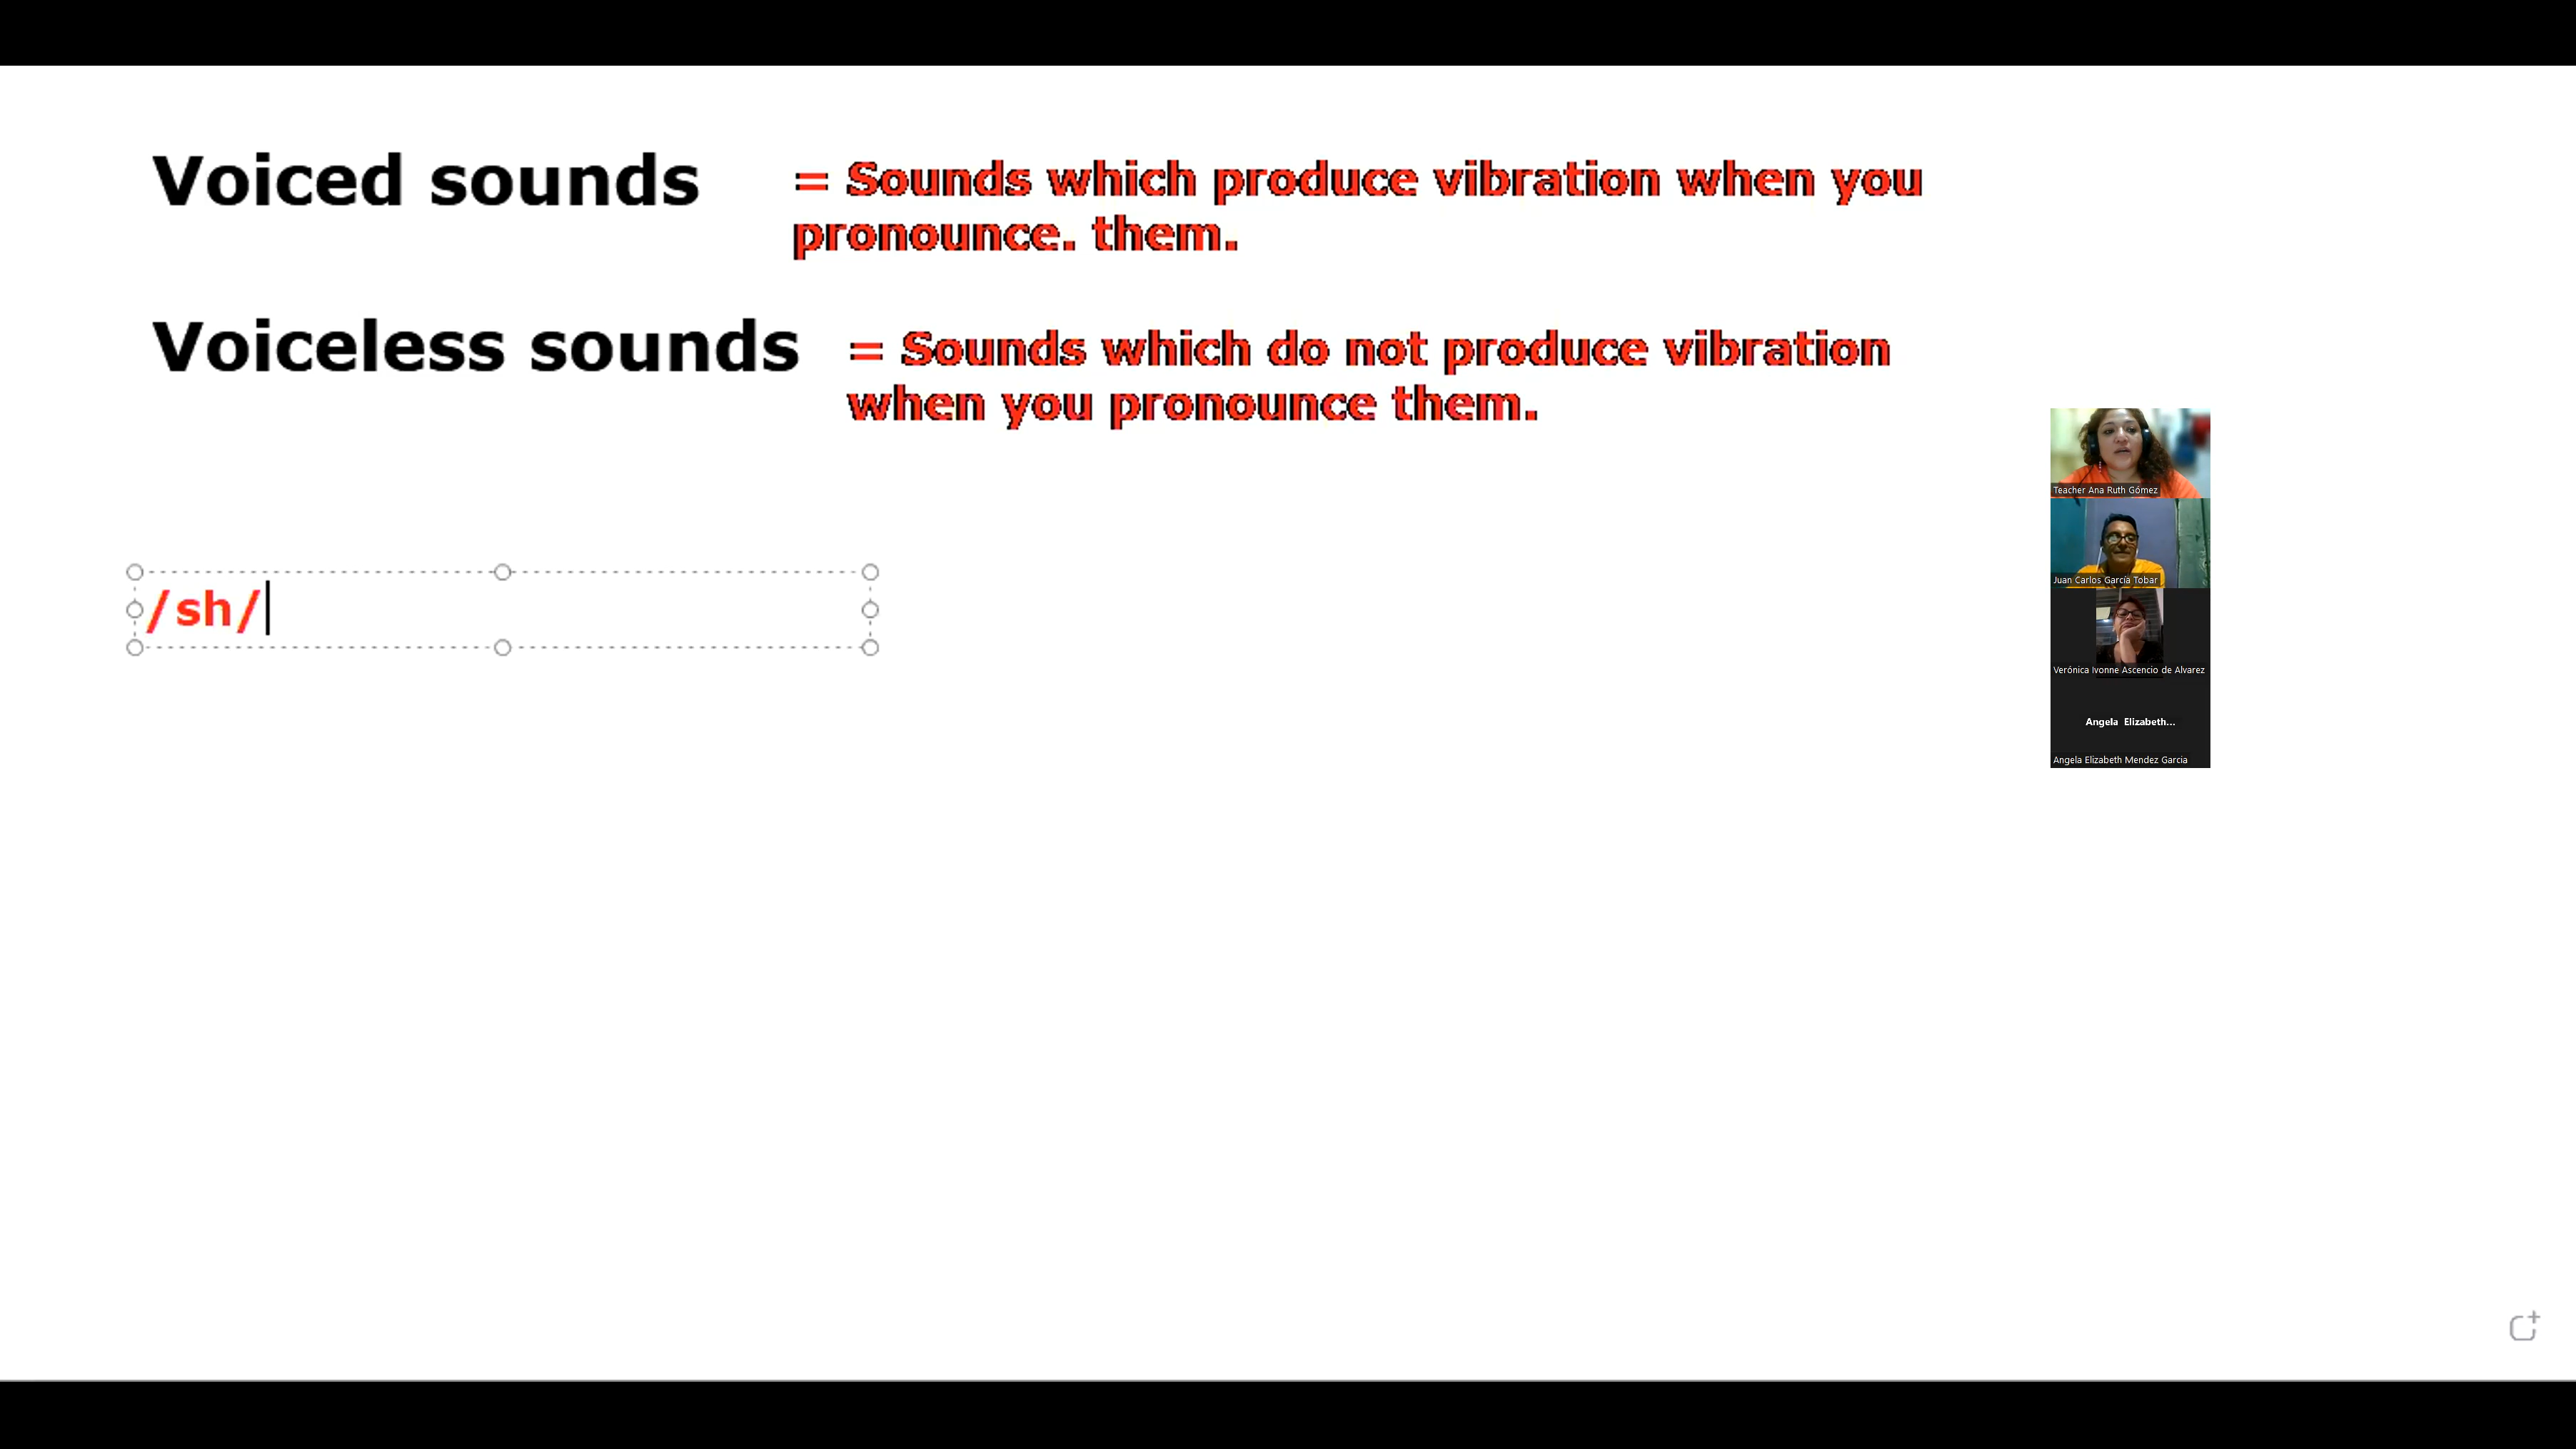 Voiced sounds
= Sounds which produce vibration when you
pronounce. them.
Voiceless sounds
= Sounds which do not produce vibration
when you pronounce them.
/sh/
Teacher Ana Ruth Gómez
Juan Carlos García Tobar
Verónica Ivonne Ascencio de Alvarez
Angela Elizabeth...
Angela Elizabeth Mendez Garcia